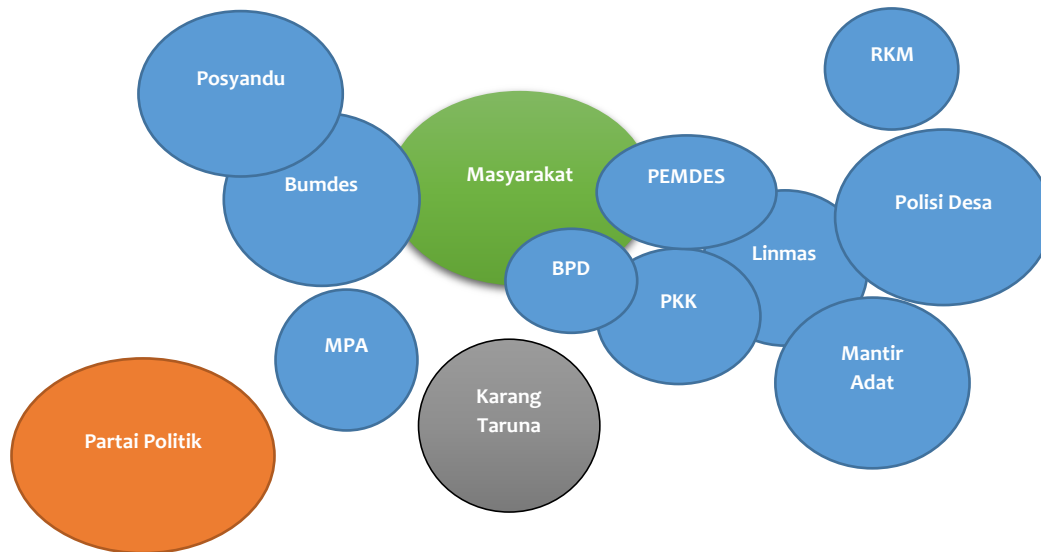 RKM
Posyandu
Masyarakat
PEMDES
Bumdes
Polisi Desa
Linmas
BPD
PKK
MPA
Mantir
Adat
Karang
Taruna
Partai Politik